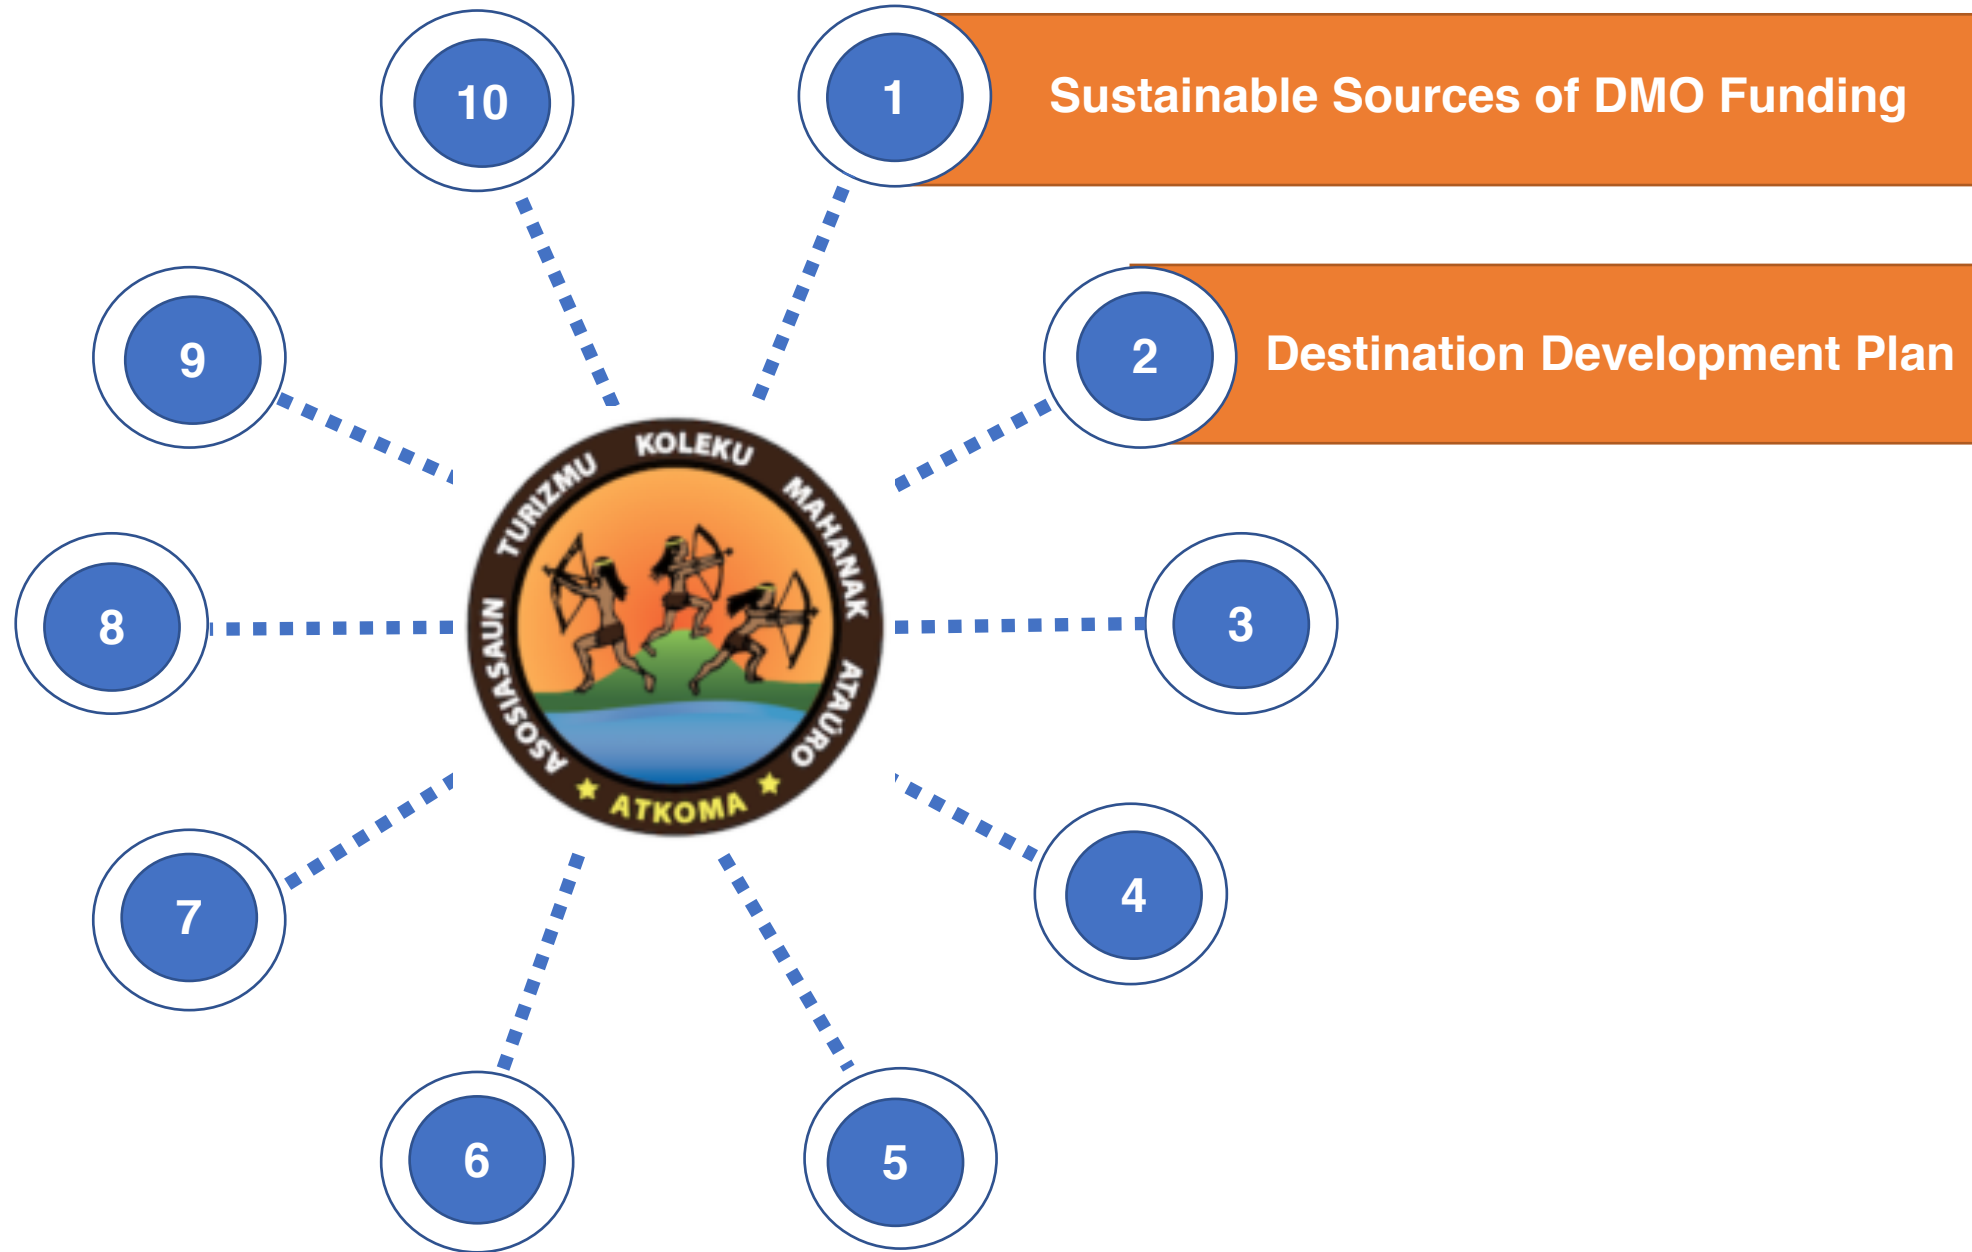 10
1
Sustainable Sources of DMO Funding
9
2
Destination Development Plan
ASOSIASAUN TURIZMU KOLEKU MAHANAK ATAÚRO
ATKOMA
8
3
7
4
6
5